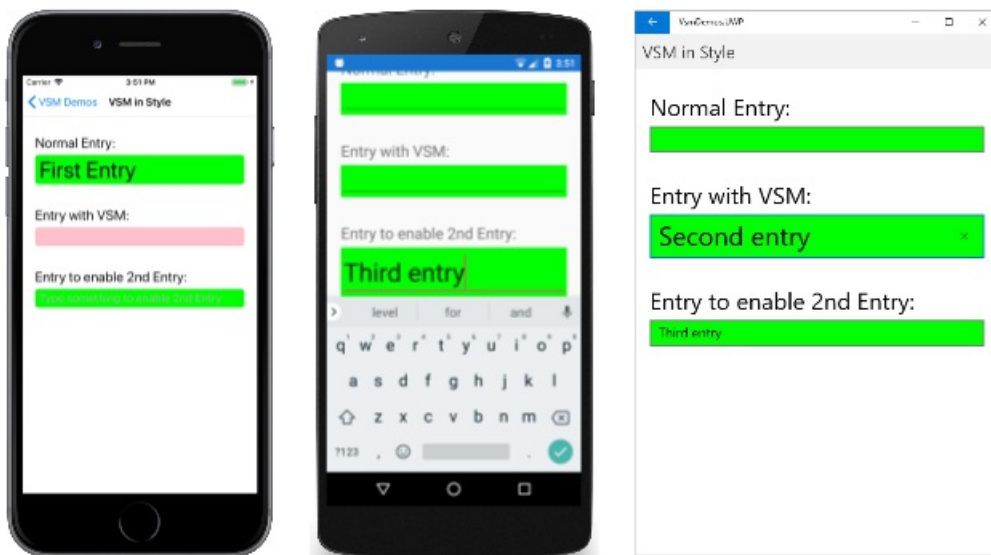 Carrier 3:51 PM
VSM Demos VSM in Style
Normal Entry:
First Entry
Entry with VSM:
Entry to enable 2nd Entry:
Type something to enable 2nd Entry
3:51
Normal Entry:
Entry with VSM:
Entry to enable 2nd Entry:
Third entry
level for and
q w e r t y u i o p
a s d f g h j k l
z x c v b n m
?123 , .
VsmDemos.UWP
VSM in Style
Normal Entry:
Entry with VSM:
Second entry
Entry to enable 2nd Entry:
Third entry